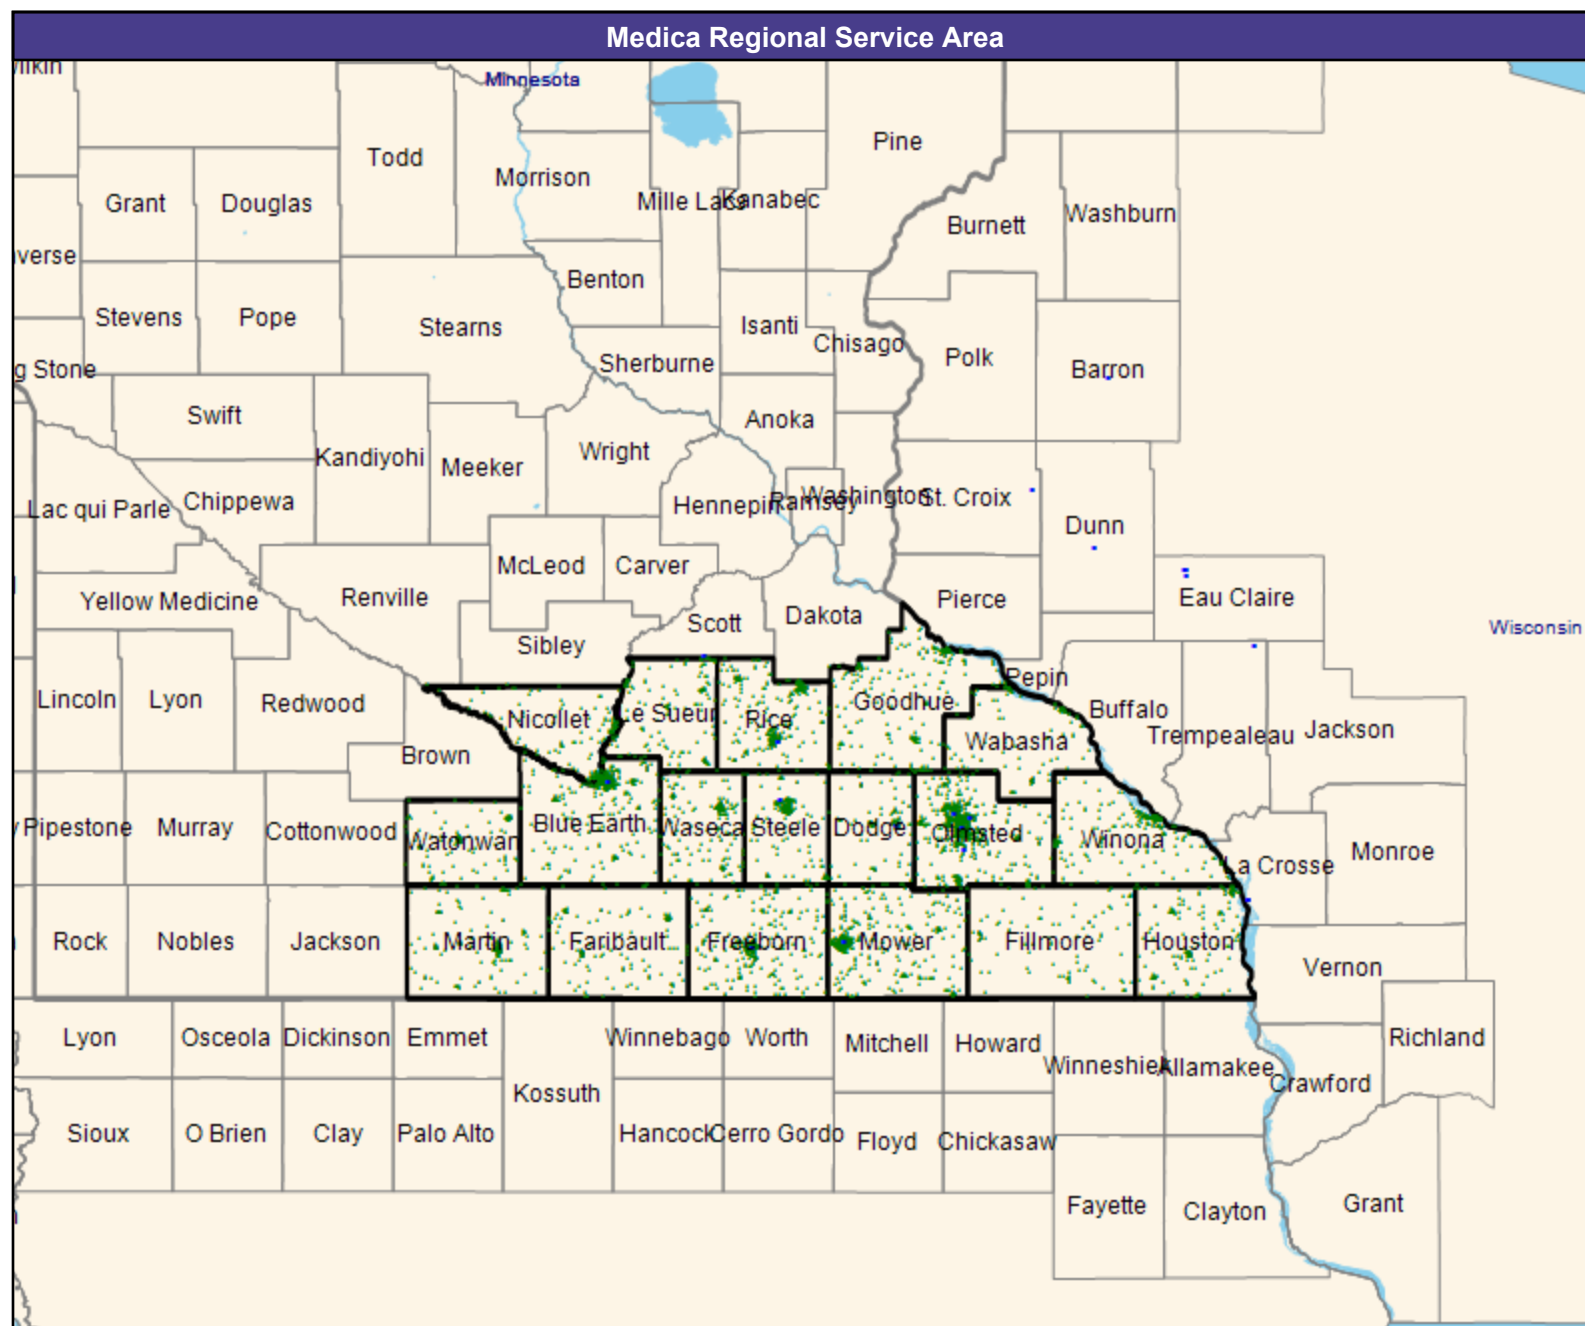 Medica Regional Service Area
Minnesota
Todd
Pine
Morrison
Grant
Douglas
Mille Lacs
Kanabec
Burnett
Washburn
verse
Benton
Stevens
Pope
Stearns
Isanti
Chisago
Sherburne
Polk
Barron
g Stone
Swift
Anoka
Kandiyohi
Meeker
Wright
Lac qui Parle
Chippewa
Hennepin
Ramsey
Washington
St. Croix
Dunn
McLeod
Carver
Yellow Medicine
Renville
Pierce
Eau Claire
Scott
Dakota
Wisconsin
Sibley
Pepin
Lincoln
Lyon
Redwood
Nicollet
Le Sueur
Rice
Goodhue
Buffalo
Trempealeau
Jackson
Brown
Wabasha
Pipestone
Murray
Cottonwood
Watonwan
Blue Earth
Waseca
Steele
Dodge
Olmsted
Winona
La Crosse
Monroe
Rock
Nobles
Jackson
Martin
Faribault
Freeborn
Mower
Fillmore
Houston
Vernon
Lyon
Osceola
Dickinson
Emmet
Kossuth
Winnebago
Worth
Mitchell
Howard
Winneshiek
Allamakee
Crawford
Richland
Sioux
O Brien
Clay
Palo Alto
Hancock
Cerro Gordo
Floyd
Chickasaw
Fayette
Clayton
Grant